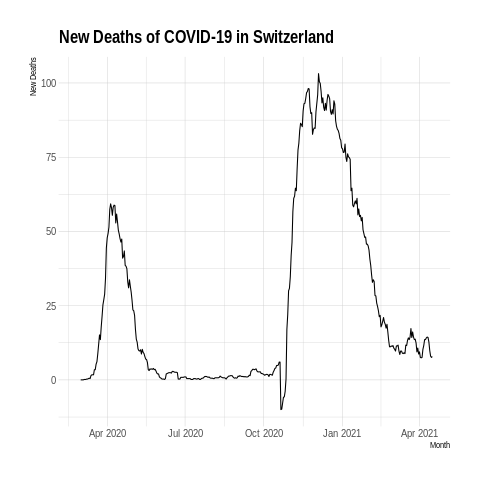 New Deaths of COVID-19 in Switzerland
New Deaths
100
75
50
25
0
Apr 2020 Jul 2020 Oct 2020 Jan 2021 Apr 2021
Month